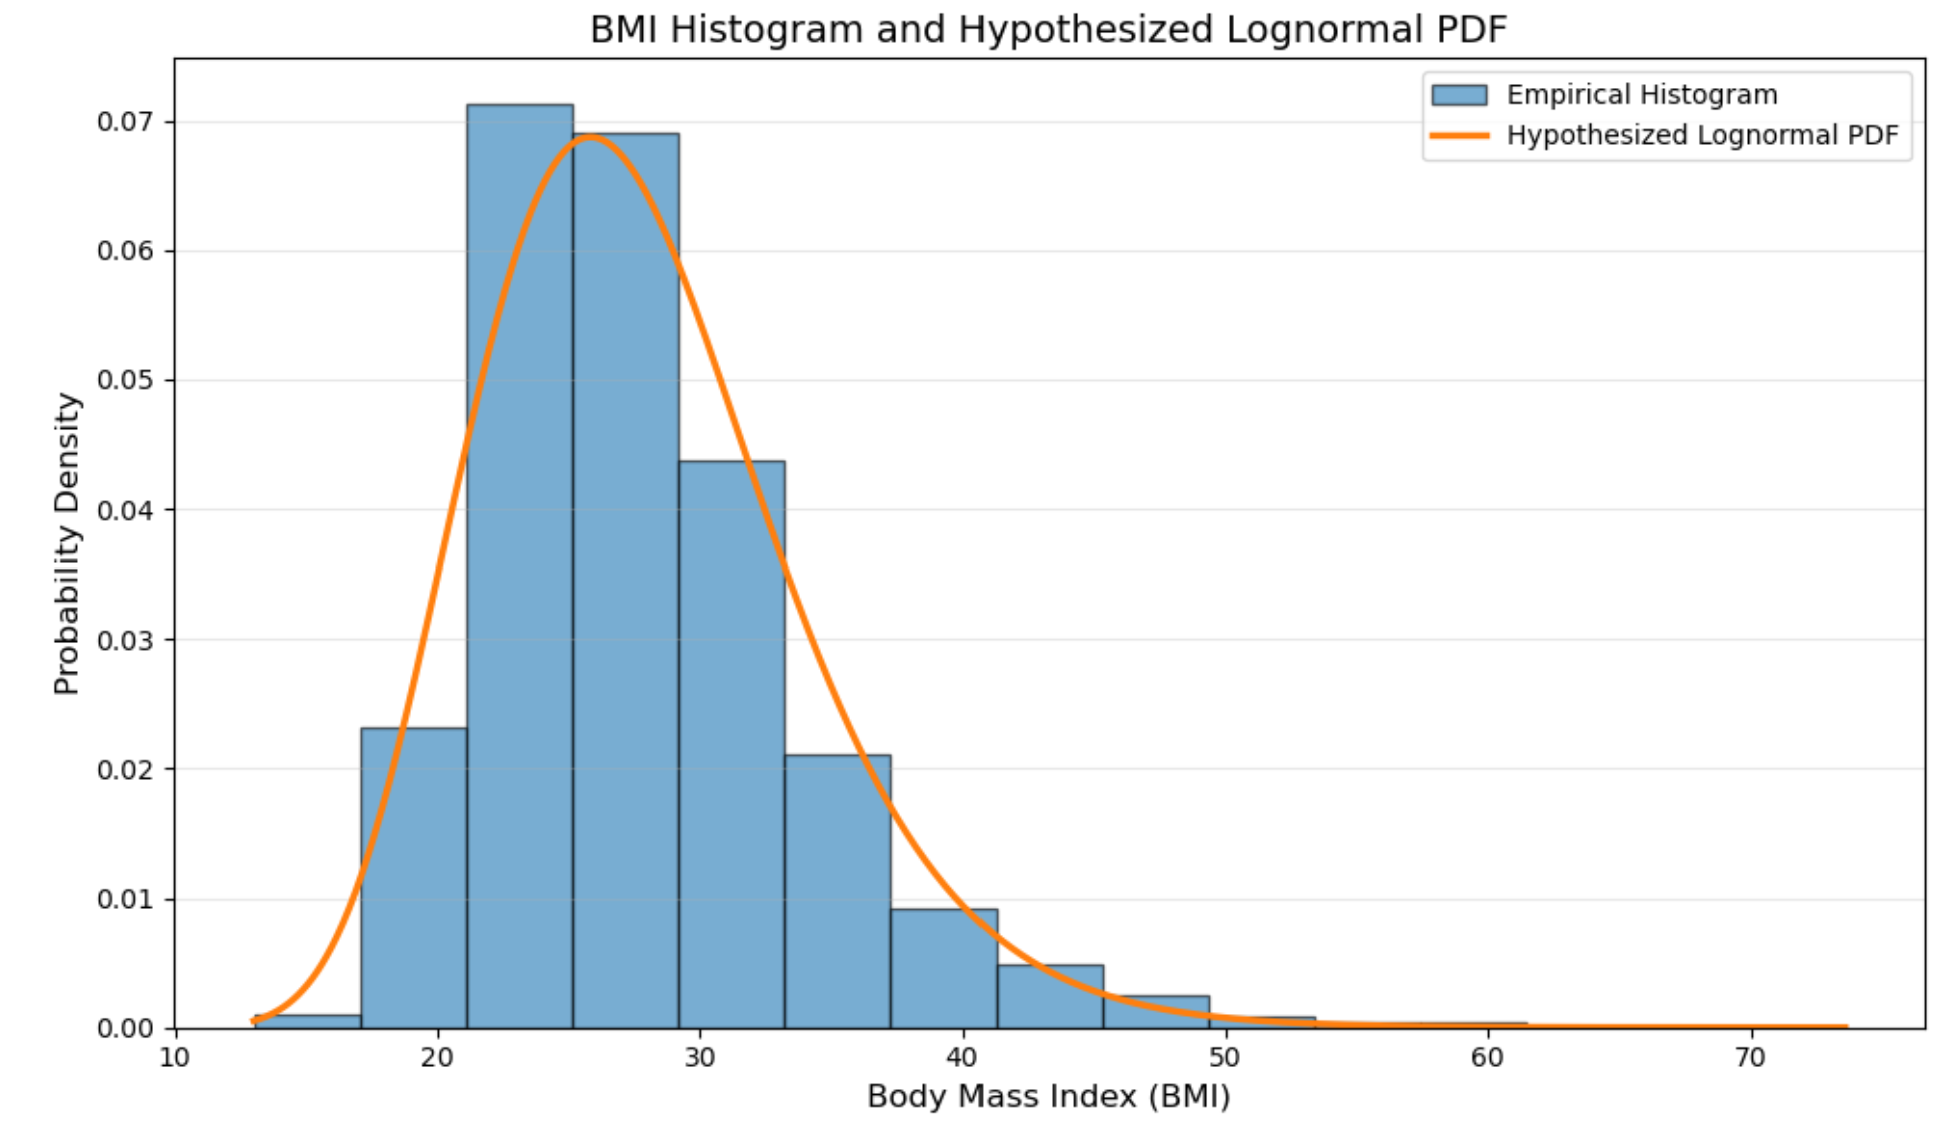 BMI Histogram and Hypothesized Lognormal PDF
Empirical Histogram
Hypothesized Lognormal PDF
Probability Density
0.07
0.06
0.05
0.04
0.03
0.02
0.01
0.00
10 20 30 40 50 60 70
Body Mass Index (BMI)